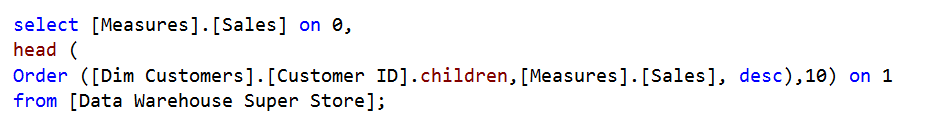 select [Measures].[Sales] on 0,
head (
Order ([Dim Customers].[Customer ID].children,[Measures].[Sales], desc),10) on 1
from [Data Warehouse Super Store];